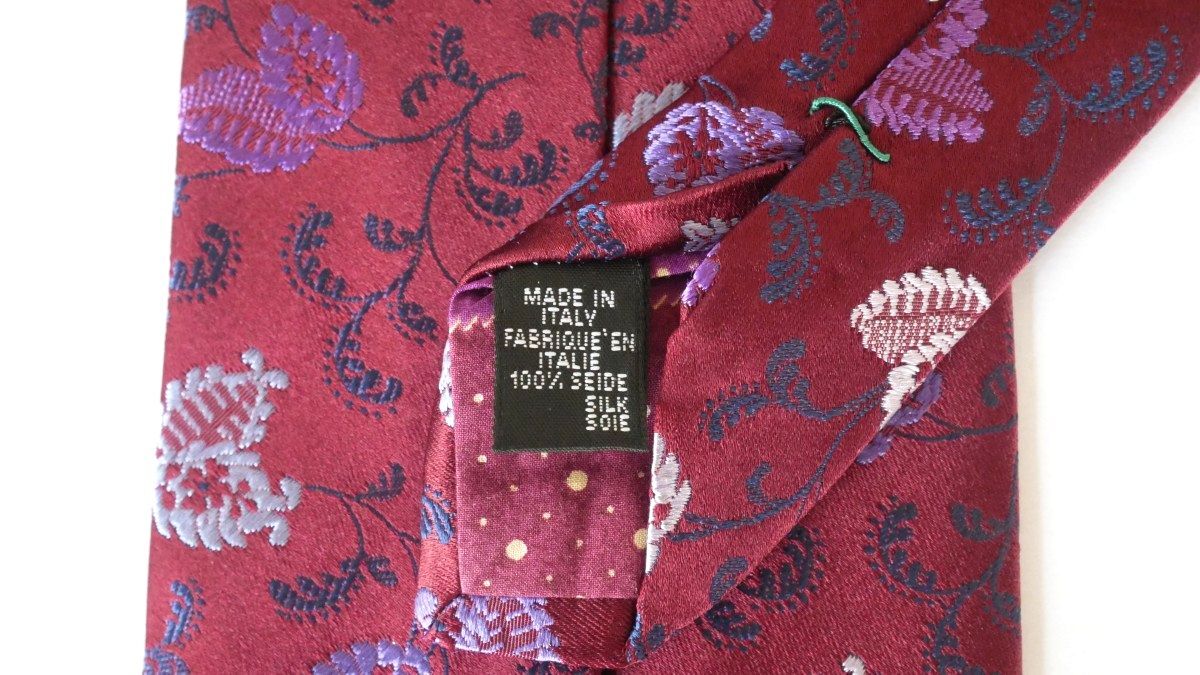 MADE IN
ITALY
FABRIQUE'EN
ITALIE
100% SEIDE
SILK
SOIE